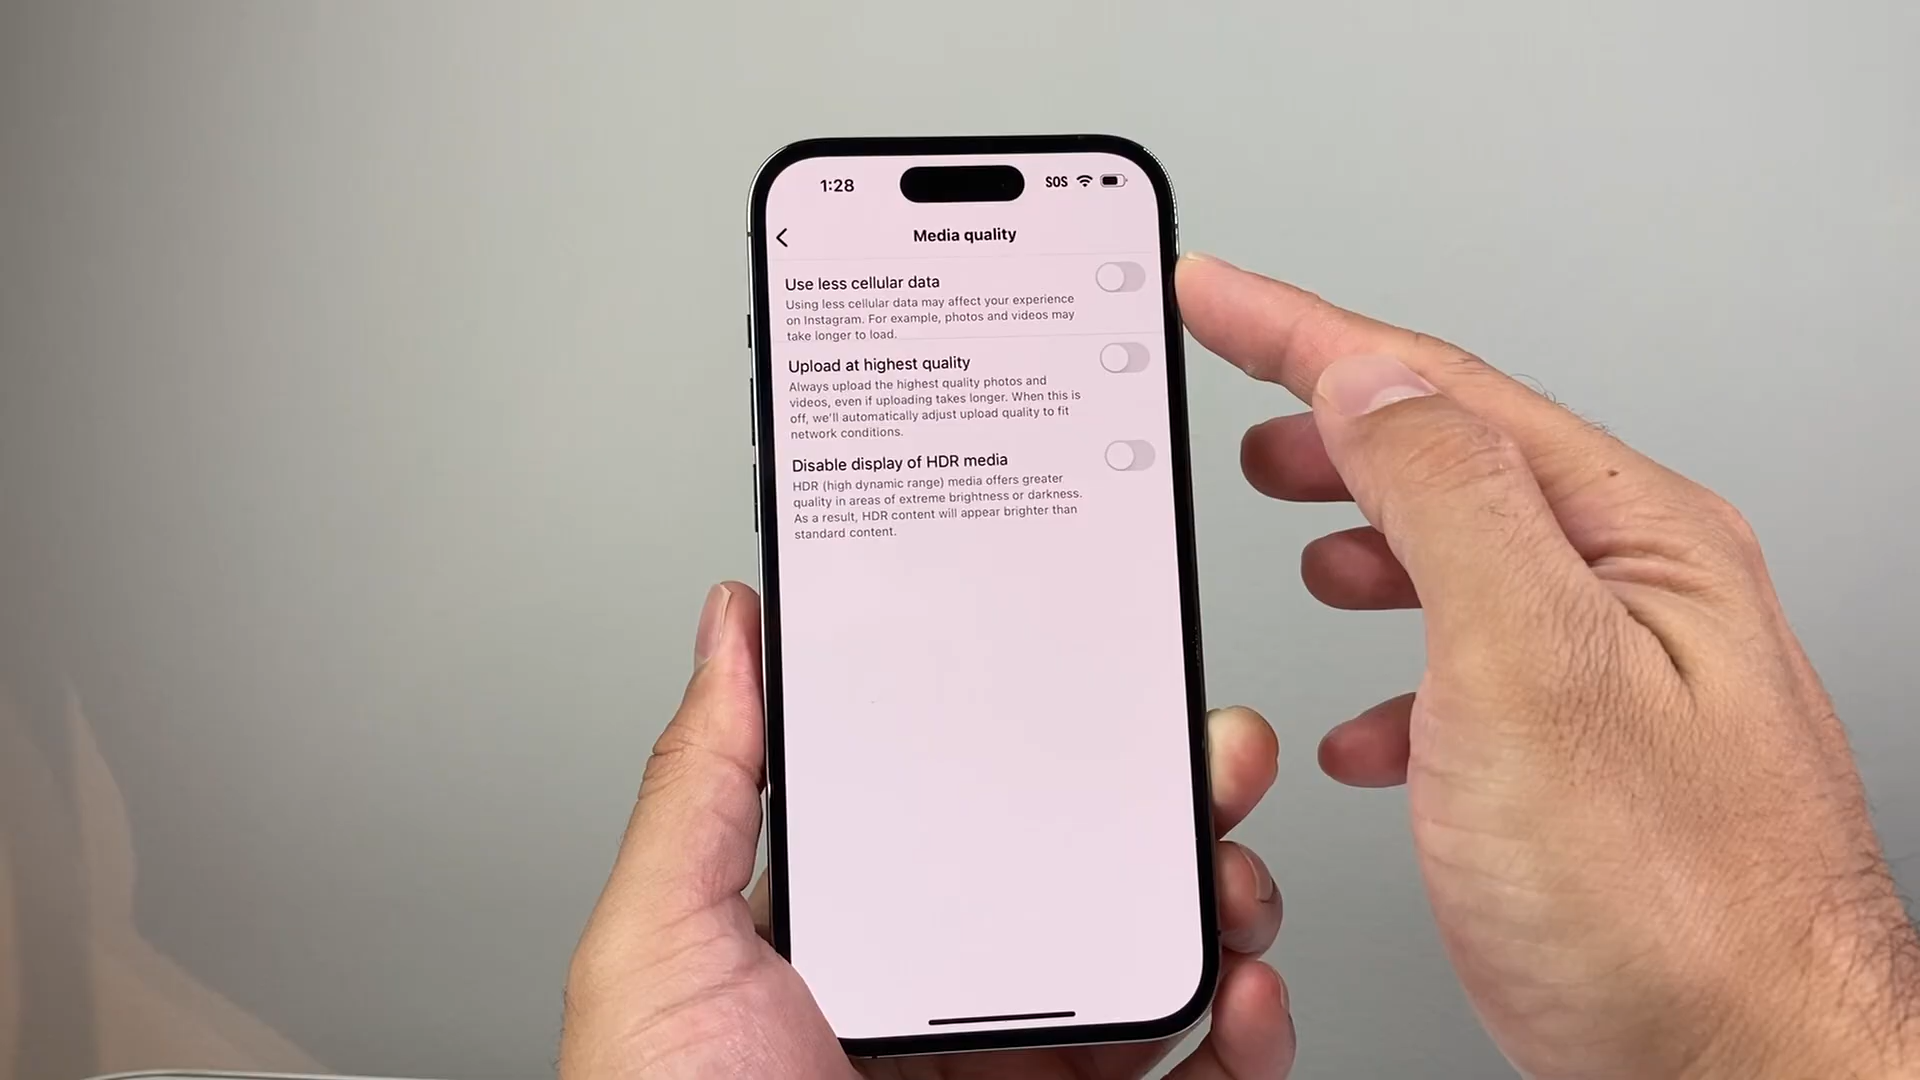 1:28
SOS
Media quality
Use less cellular data
Using less cellular data may affect your experience
on Instagram. For example, photos and videos may
take longer to load.
Upload at highest quality
Always upload the highest quality photos and
videos, even if uploading takes longer. When this is
off, we'll automatically adjust upload quality to fit
network conditions.
Disable display of HDR media
HDR (high dynamic range) media offers greater
quality in areas of extreme brightness or darkness.
As a result, HDR content will appear brighter than
standard content.